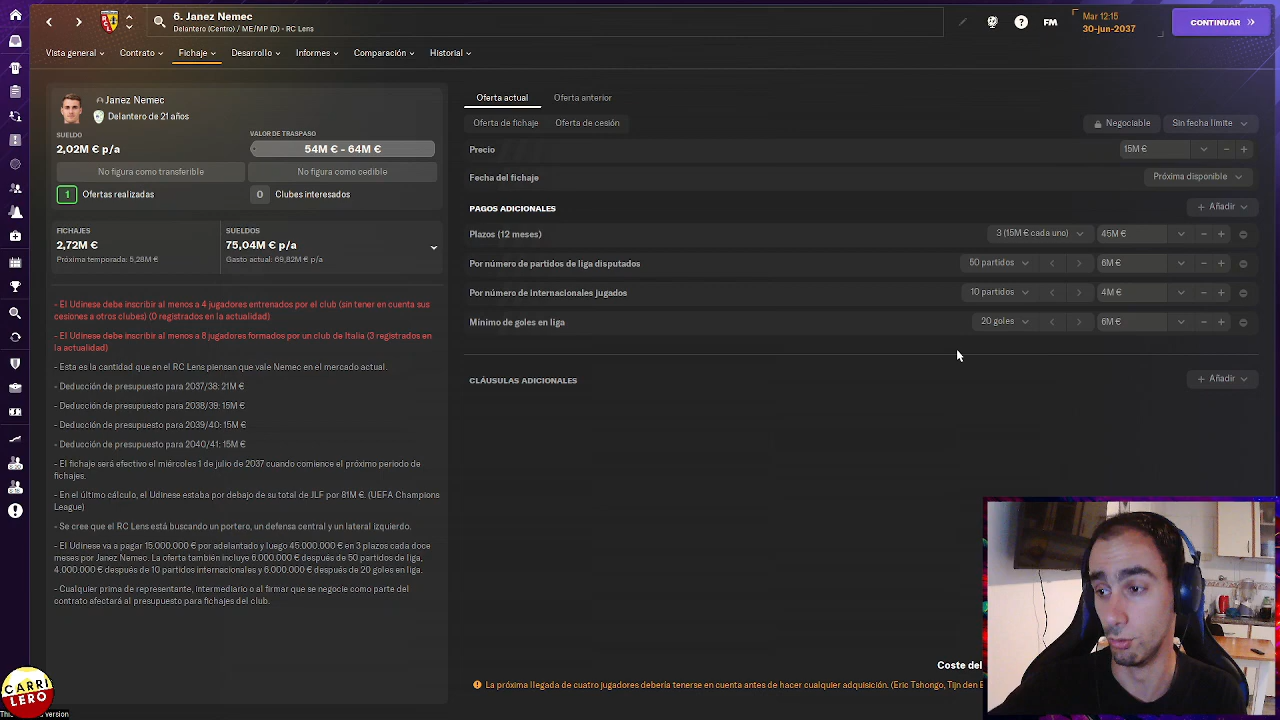 6. Janez Nemec
Delantero (Centro) / ME/MP (D) - RC Lens
FM
Mar 12:15
30-jun-2037
CONTINUAR
Vista general
Contrato
Fichaje
Desarrollo
Informes
Comparación
Historial
Janez Nemec
Delantero de 21 años
SUELDO
2,02M € p/a
VALOR DE TRASPASO
54M € - 64M €
No figura como transferible
No figura como cedible
1 Ofertas realizadas
0 Clubes interesados
FICHAJES
2,72M €
Próxima temporada: 5,28M €
SUELDOS
75,04M € p/a
Gasto actual: 69,82M € p/a
- El Udinese debe inscribir al menos a 4 jugadores entrenados por el club (sin tener en cuenta sus
cesiones a otros clubes) (0 registrados en la actualidad)
- El Udinese debe inscribir al menos a 8 jugadores formados por un club de Italia (3 registrados en
la actualidad)
- Esta es la cantidad que en el RC Lens piensan que vale Nemec en el mercado actual.
- Deducción de presupuesto para 2037/38: 21M €
- Deducción de presupuesto para 2038/39: 15M €
- Deducción de presupuesto para 2039/40: 15M €
- Deducción de presupuesto para 2040/41: 15M €
- El fichaje será efectivo el miércoles 1 de julio de 2037 cuando comience el próximo periodo de
fichajes.
- En el último cálculo, el Udinese estaba por debajo de su total de JLF por 81M €. (UEFA Champions
League)
- Se cree que el RC Lens está buscando un portero, un defensa central y un lateral izquierdo.
- El Udinese va a pagar 15.000.000 € por adelantado y luego 45.000.000 € en 3 plazos cada doce
meses por Janez Nemec. La oferta también incluye 6.000.000 € después de 50 partidos de liga,
4.000.000 € después de 10 partidos internacionales y 6.000.000 € después de 20 goles en liga.
- Cualquier prima de representante, intermediario o al firmar que se negocie como parte del
contrato afectará al presupuesto para fichajes del club.
Oferta actual
Oferta anterior
Oferta de fichaje
Oferta de cesión
Negociable
Sin fecha límite
Precio
15M €
Fecha del fichaje
Próxima disponible
PAGOS ADICIONALES
Añadir
Plazos (12 meses)
3 (15M € cada uno)
45M €
Por número de partidos de liga disputados
50 partidos
6M €
Por número de internacionales jugados
10 partidos
4M €
Mínimo de goles en liga
20 goles
6M €
CLÁUSULAS ADICIONALES
Añadir
Coste del
La próxima llegada de cuatro jugadores debería tenerse en cuenta antes de hacer cualquier adquisición. (Eric Tshongo, Tijn den
CARRI
LERO
version